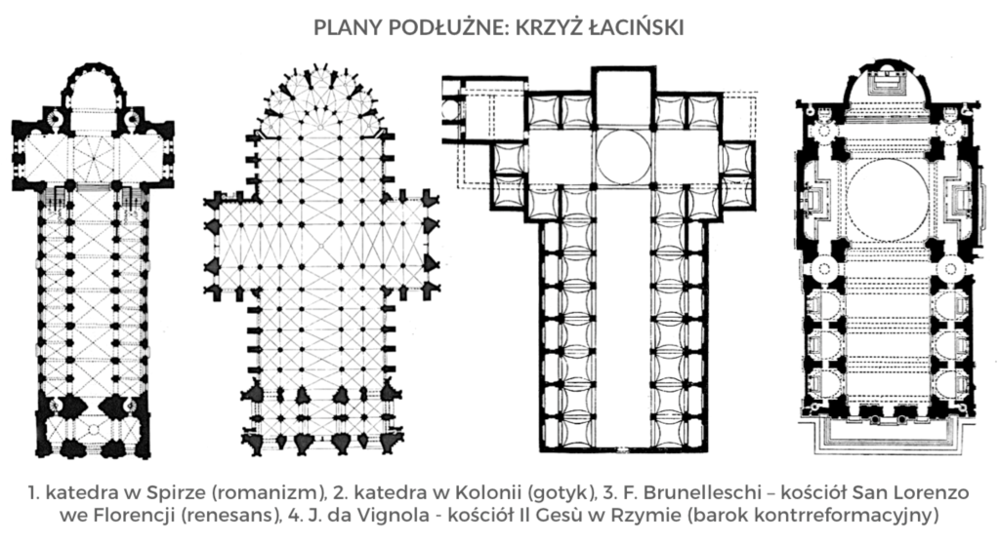 PLANY PODŁUŻNE: KRZYŻ ŁACIŃSKI
1. katedra w Spirze (romanizm), 2. katedra w Kolonii (gotyk), 3. F. Brunelleschi – kościół San Lorenzo
we Florencji (renesans), 4. J. da Vignola - kościół Il Gesù w Rzymie (barok kontrreformacyjny)